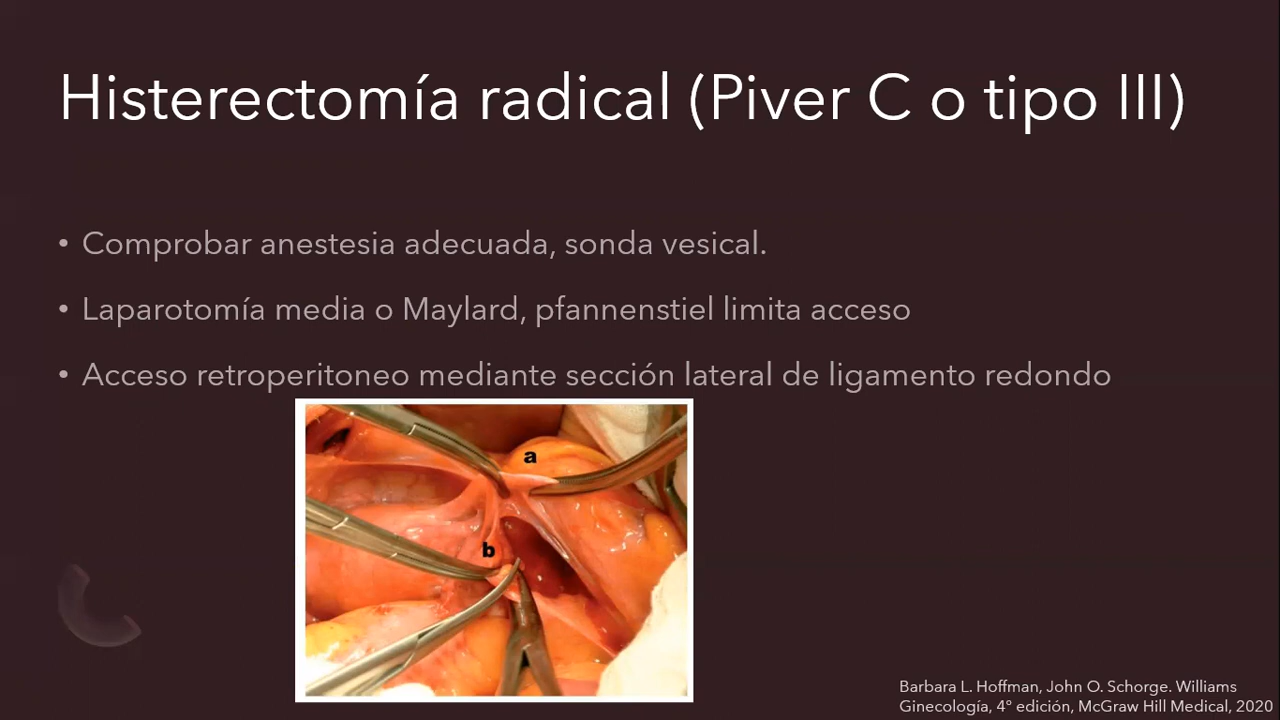 Histerectomía radical (Piver C o tipo III)
• Comprobar anestesia adecuada, sonda vesical.
• Laparotomía media o Maylard, pfannenstiel limita acceso
• Acceso retroperitoneo mediante sección lateral de ligamento redondo
a
b
Barbara L. Hoffman, John O. Schorge. Williams
Ginecología, 4° edición, McGraw Hill Medical, 2020